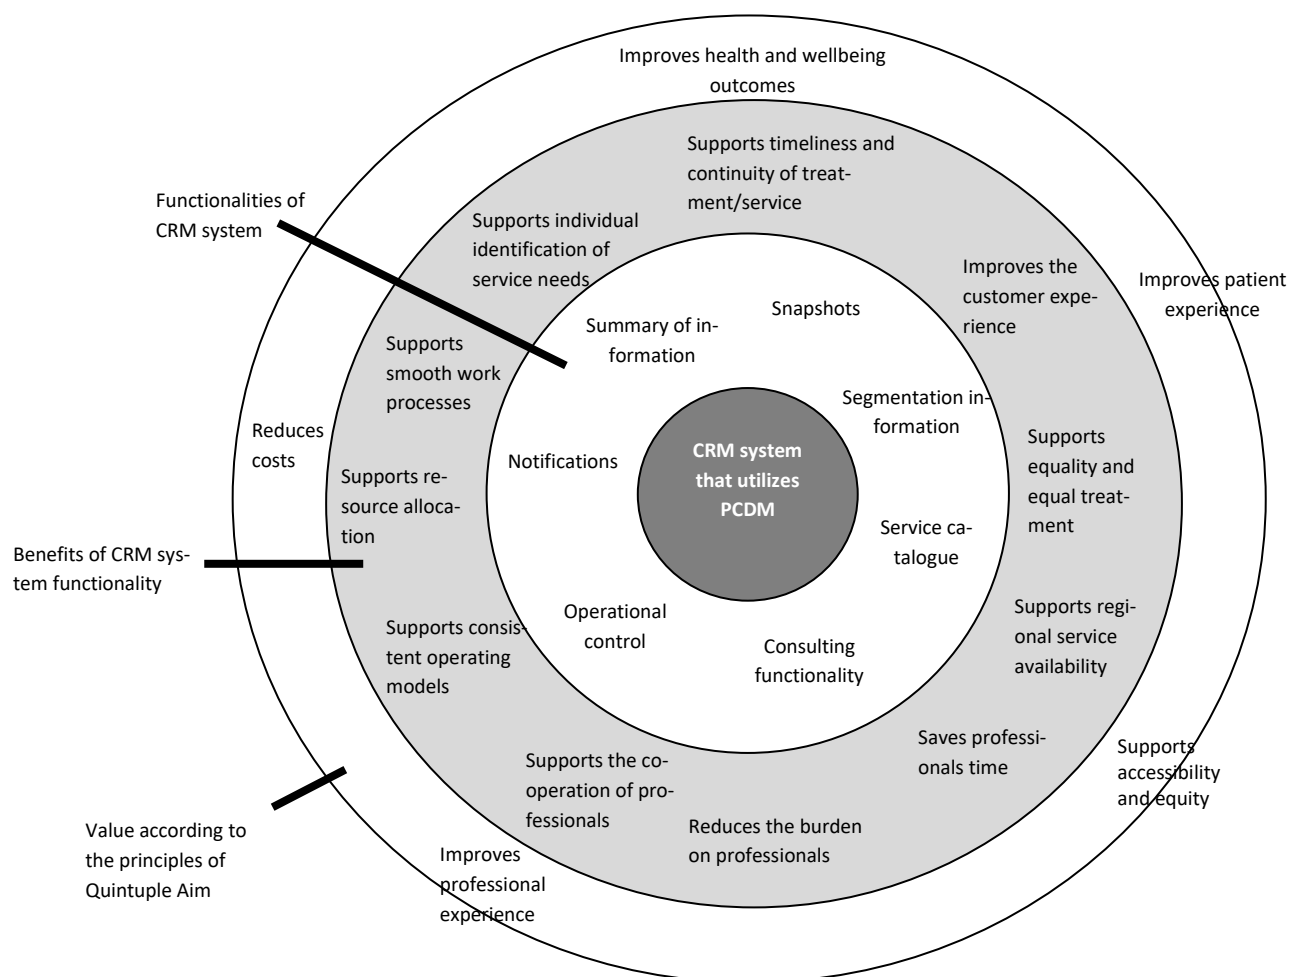 Improves health and wellbeing
outcomes
Supports timeliness and
continuity of treat-
ment/service
Functionalities of
CRM system
Supports individual
identification of
service needs
Improves the
customer expe-
rience
Improves patient
experience
Snapshots
Summary of in-
formation
Supports
smooth work
processes
Segmentation in-
formation
Reduces
costs
Notifications
CRM system
that utilizes
PCDM
Supports
equality and
equal treat-
ment
Supports re-
source alloca-
tion
Service ca-
talogue
Benefits of CRM sys-
tem functionality
Operational
control
Consulting
functionality
Supports regi-
onal service
availability
Supports consis-
tent operating
models
Saves professi-
onals time
Supports
accessibility
and equity
Supports the co-
operation of pro-
fessionals
Reduces the burden
on professionals
Value according to
the principles of
Quintuple Aim
Improves
professional
experience